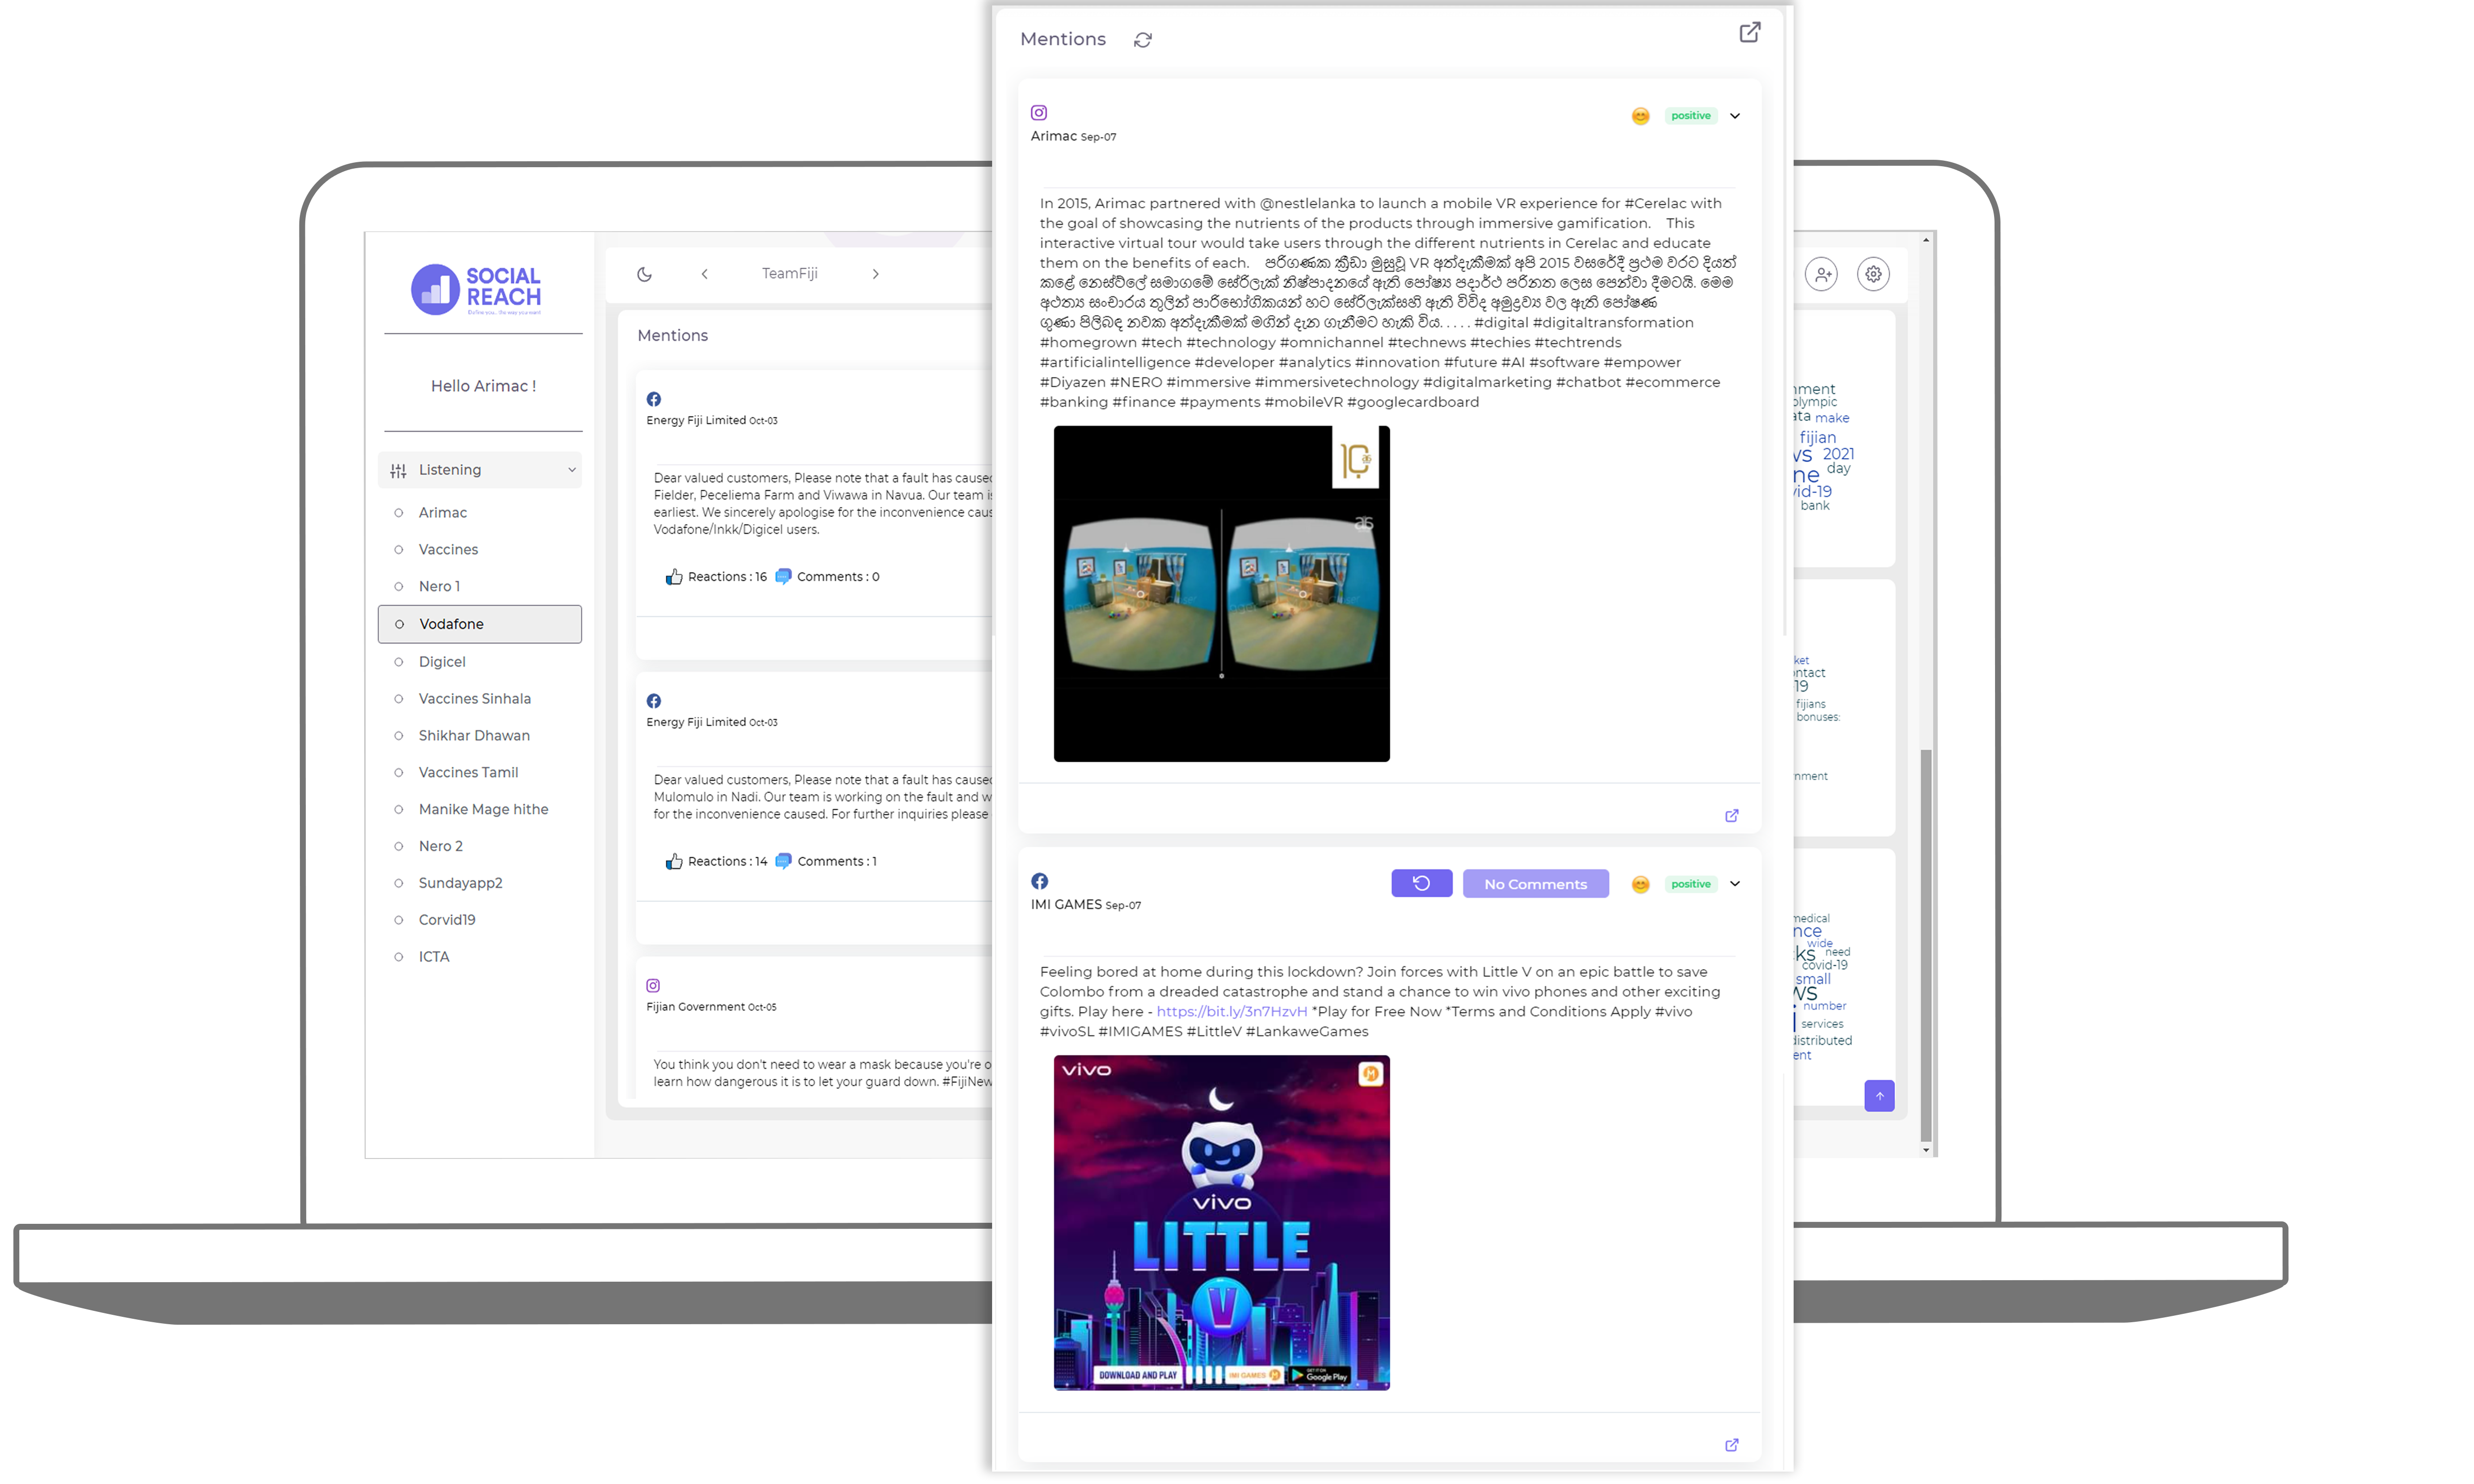 SOCIAL
REACH
Define you... the way you want
Hello Arimac !
Listening
Arimac
Vaccines
Nero 1
Vodafone
Digicel
Vaccines Sinhala
Shikhar Dhawan
Vaccines Tamil
Manike Mage hithe
Nero 2
Sundayapp2
Corvid19
ICTA
TeamFiji
Mentions
Energy Fiji Limited Oct-03
Dear valued customers, Please note that a fault has caused
Fielder, Peceliema Farm and Viwawa in Navua. Our team is
earliest. We sincerely apologise for the inconvenience
Vodafone/Inkk/Digicel users.
Reactions : 16 Comments : 0
Energy Fiji Limited Oct-03
Dear valued customers, Please note that a fault has caused
Mulomulo in Nadi. Our team is working on the fault and
for the inconvenience caused. For further inquiries please
Reactions : 14 Comments : 1
Fijian Government Oct-05
You think you don't need to wear a mask because you're
learn how dangerous it is to let your guard down.
Mentions
Arimac Sep-07
positive
In 2015, Arimac partnered with @nestlelanka to launch a mobile VR experience for #Cerelac with
the goal of showcasing the nutrients of the products through immersive gamification. This
interactive virtual tour would take users through the different nutrients in Cerelac and educate
them on the benefits of each. පරිගණක ක්‍රීඩා මුසුවූ VR අත්දැකීමක් අපි 2015 වසරේදී ප්‍රථම වරට දියත්
කළේ නෙස්ට්ලේ සමාගමේ සේරිලැක් නිෂ්පාදනයේ ඇති පෝෂ්‍ය පදාර්ථ පරිනත ලෙස පෙන්වා දීමටයි. මෙම
අථත්‍ය සංචාරය තුලින් පාරිභෝගිකයන් හට සේරිලැක්සහි ඇති විවිද අමුද්‍රව්‍ය වල ඇති පෝෂණ
ගුණා පිලිබඳ නවක අත්දැකීමක් මගින් දැන ගැනීමට හැකි විය. . . . . #digital #digitaltransformation
#homegrown #tech #technology #omnichannel #technews #techies #techtrends
#artificialintelligence #developer #analytics #innovation #future #AI #software #empower
#Diyazen #NERO #immersive #immersivetechnology #digitalmarketing #chatbot #ecommerce
#banking #finance #payments #mobileVR #googlecardboard
IMI GAMES Sep-07
No Comments
positive
Feeling bored at home during this lockdown? Join forces with Little V on an epic battle to save
Colombo from a dreaded catastrophe and stand a chance to win vivo phones and other exciting
gifts. Play here - https://bit.ly/3n7HzvH *Play for Free Now *Terms and Conditions Apply #vivo
#vivoSL #IMIGAMES #LittleV #LankaweGames
vivo
vivo
LITTLE
V
DOWNLOAD AND PLAY
IMI GAMES
GET IT ON
Google Play
make
fijian
2021
day
bank
fijians
bonuses:
medical
wide
need
covid-19
small
number
services
distributed